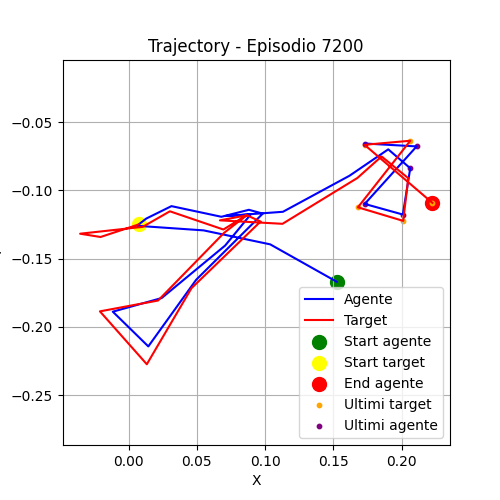 Trajectory - Episodio 7200
−0.05
−0.10
−0.15
−0.20
−0.25
0.00 0.05 0.10 0.15 0.20
X
Agente
Target
Start agente
Start target
End agente
Ultimi target
Ultimi agente